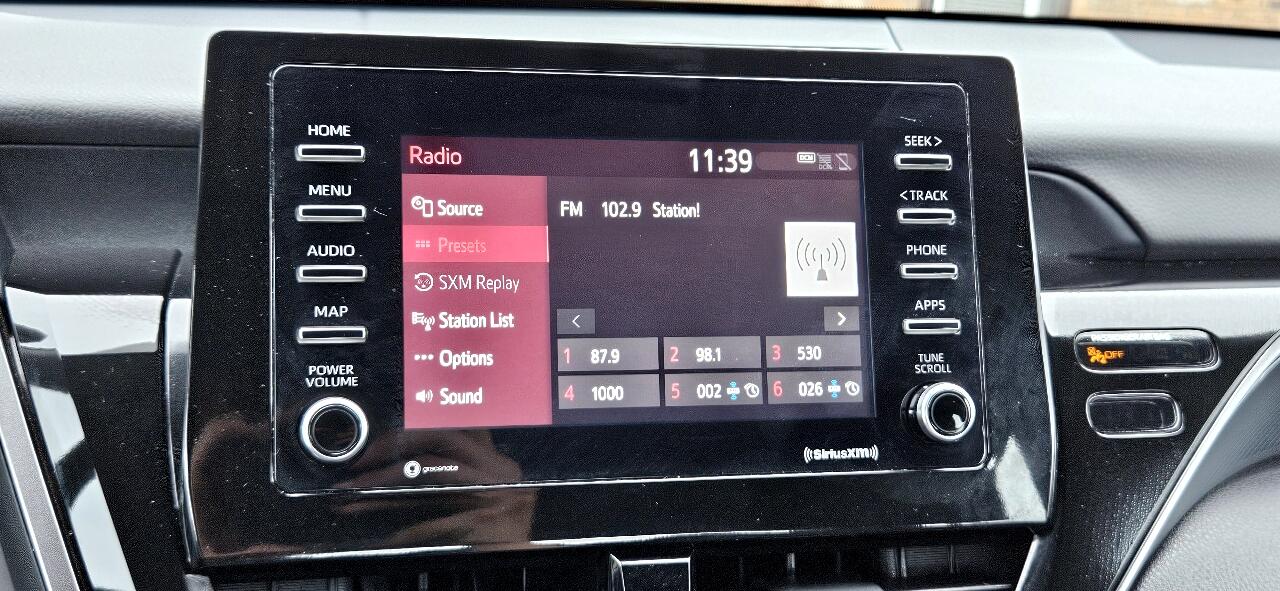 HOME
MENU
AUDIO
MAP
POWER
VOLUME
Radio
11:39
DCM
Source
Presets
SXM Replay
Station List
Options
Sound
FM 102.9 Station!
<
>
1 87.9
2 98.1
3 530
4 1000
5 002
6 026
SEEK >
< TRACK
PHONE
APPS
TUNE
SCROLL
gracenote
((SiriusXM))
OFF